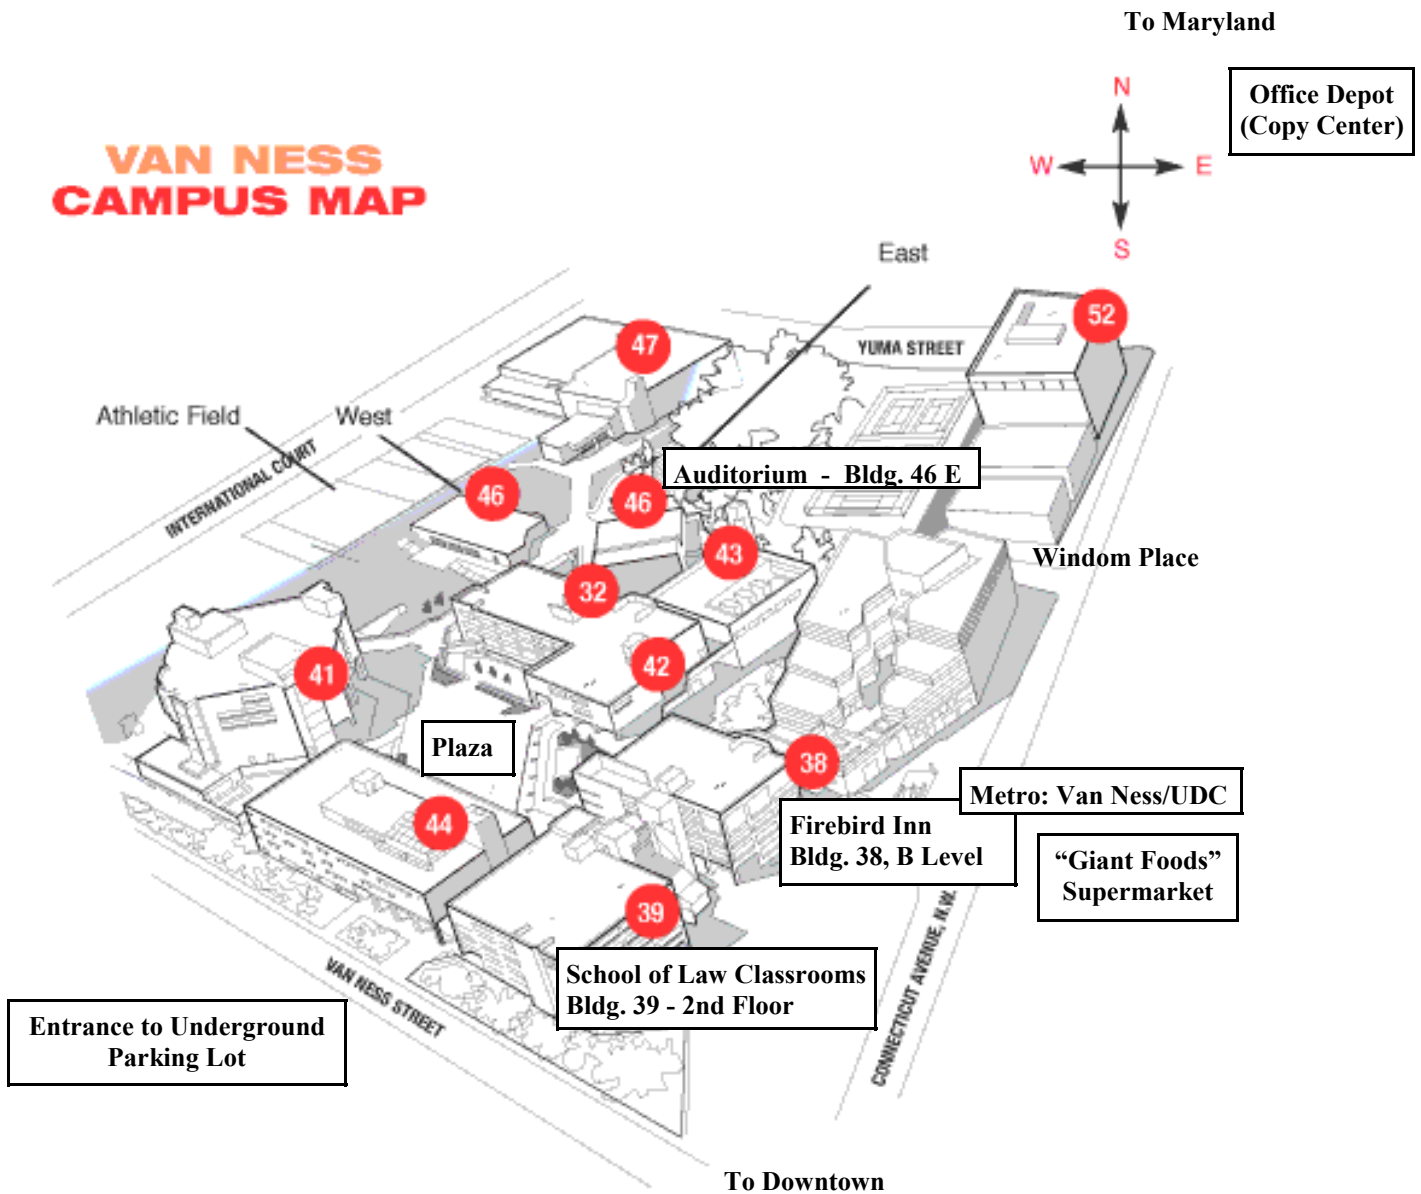 To Maryland
N
W
E
S
Office Depot
(Copy Center)
VAN NESS
CAMPUS MAP
East
52
47
YUMA STREET
Athletic Field
West
INTERNATIONAL COURT
Auditorium - Bldg. 46 E
46
46
43
Windom Place
32
42
41
Plaza
38
Metro: Van Ness/UDC
44
Firebird Inn
Bldg. 38, B Level
“Giant Foods”
Supermarket
39
School of Law Classrooms
Bldg. 39 - 2nd Floor
VAN NESS STREET
CONNECTICUT AVENUE, N.W.
Entrance to Underground
Parking Lot
To Downtown